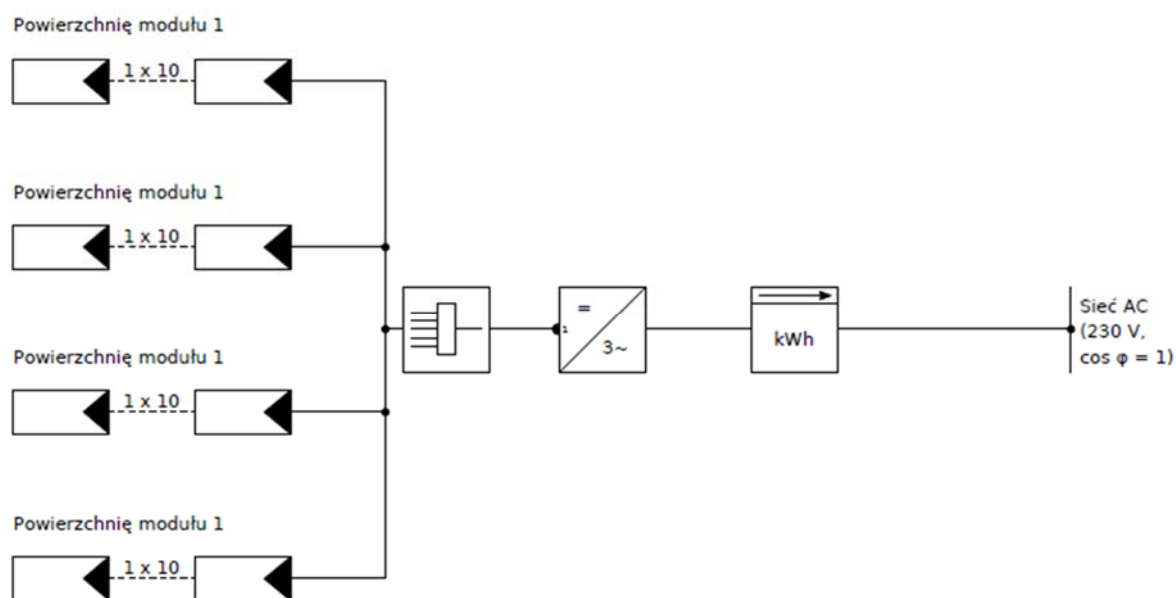 Powierzchnię modułu 1
1 x 10
Powierzchnię modułu 1
1 x 10
=
1
3~
kWh
Sieć AC
(230 V,
cos φ = 1)
Powierzchnię modułu 1
1 x 10
Powierzchnię modułu 1
1 x 10